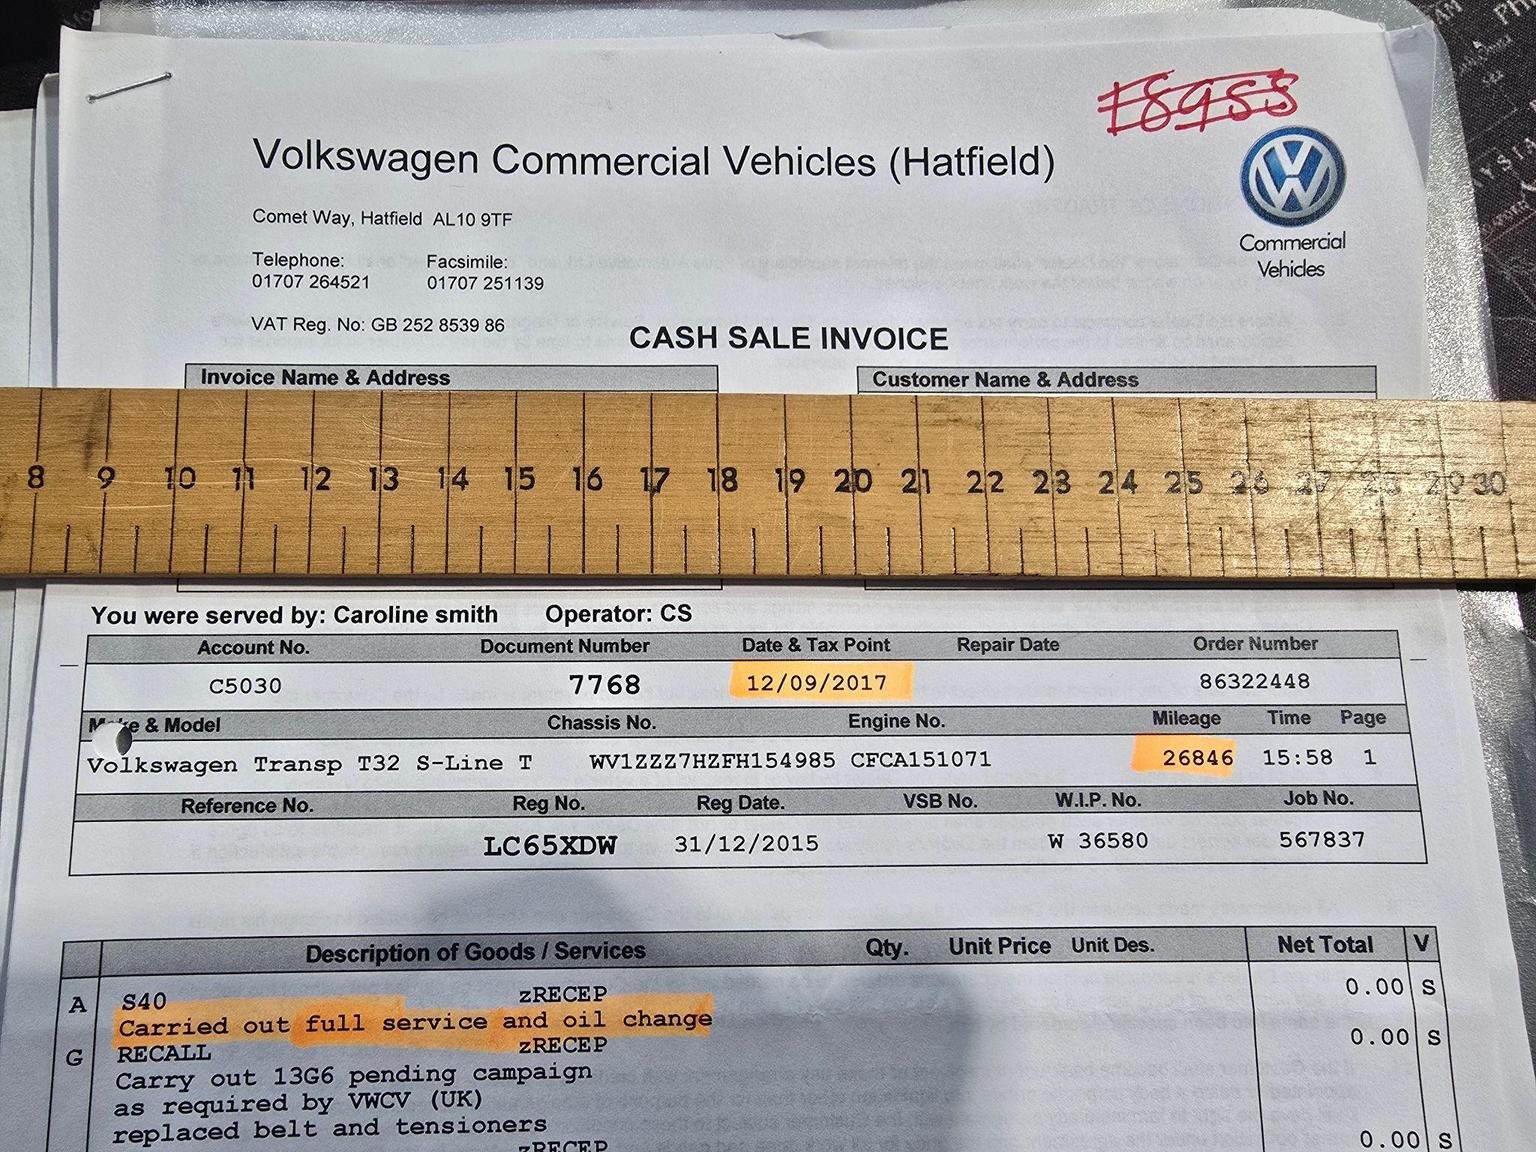 £8955
Volkswagen Commercial Vehicles (Hatfield)
Commercial
Vehicles
Comet Way, Hatfield AL10 9TF
Telephone: Facsimile:
01707 264521 01707 251139
VAT Reg. No: GB 252 8539 86
CASH SALE INVOICE
Invoice Name & Address Customer Name & Address
8 9 10 11 12 13 14 15 16 17 18 19 20 21 22 23 24 25 26 27 28 29 30
You were served by: Caroline smith Operator: CS
Account No. Document Number Date & Tax Point Repair Date Order Number
C5030 7768 12/09/2017 86322448
Make & Model Chassis No. Engine No. Mileage Time Page
Volkswagen Transp T32 S-Line T WV1ZZZ7HZFH154985 CFCA151071 26846 15:58 1
Reference No. Reg No. Reg Date. VSB No. W.I.P. No. Job No.
LC65XDW 31/12/2015 W 36580 567837
Description of Goods / Services Qty. Unit Price Unit Des. Net Total V
A S40 zRECEP 0.00 S
Carried out full service and oil change
G RECALL zRECEP 0.00 S
Carry out 13G6 pending campaign
as required by VWCV (UK)
replaced belt and tensioners
zRECEP 0.00 S